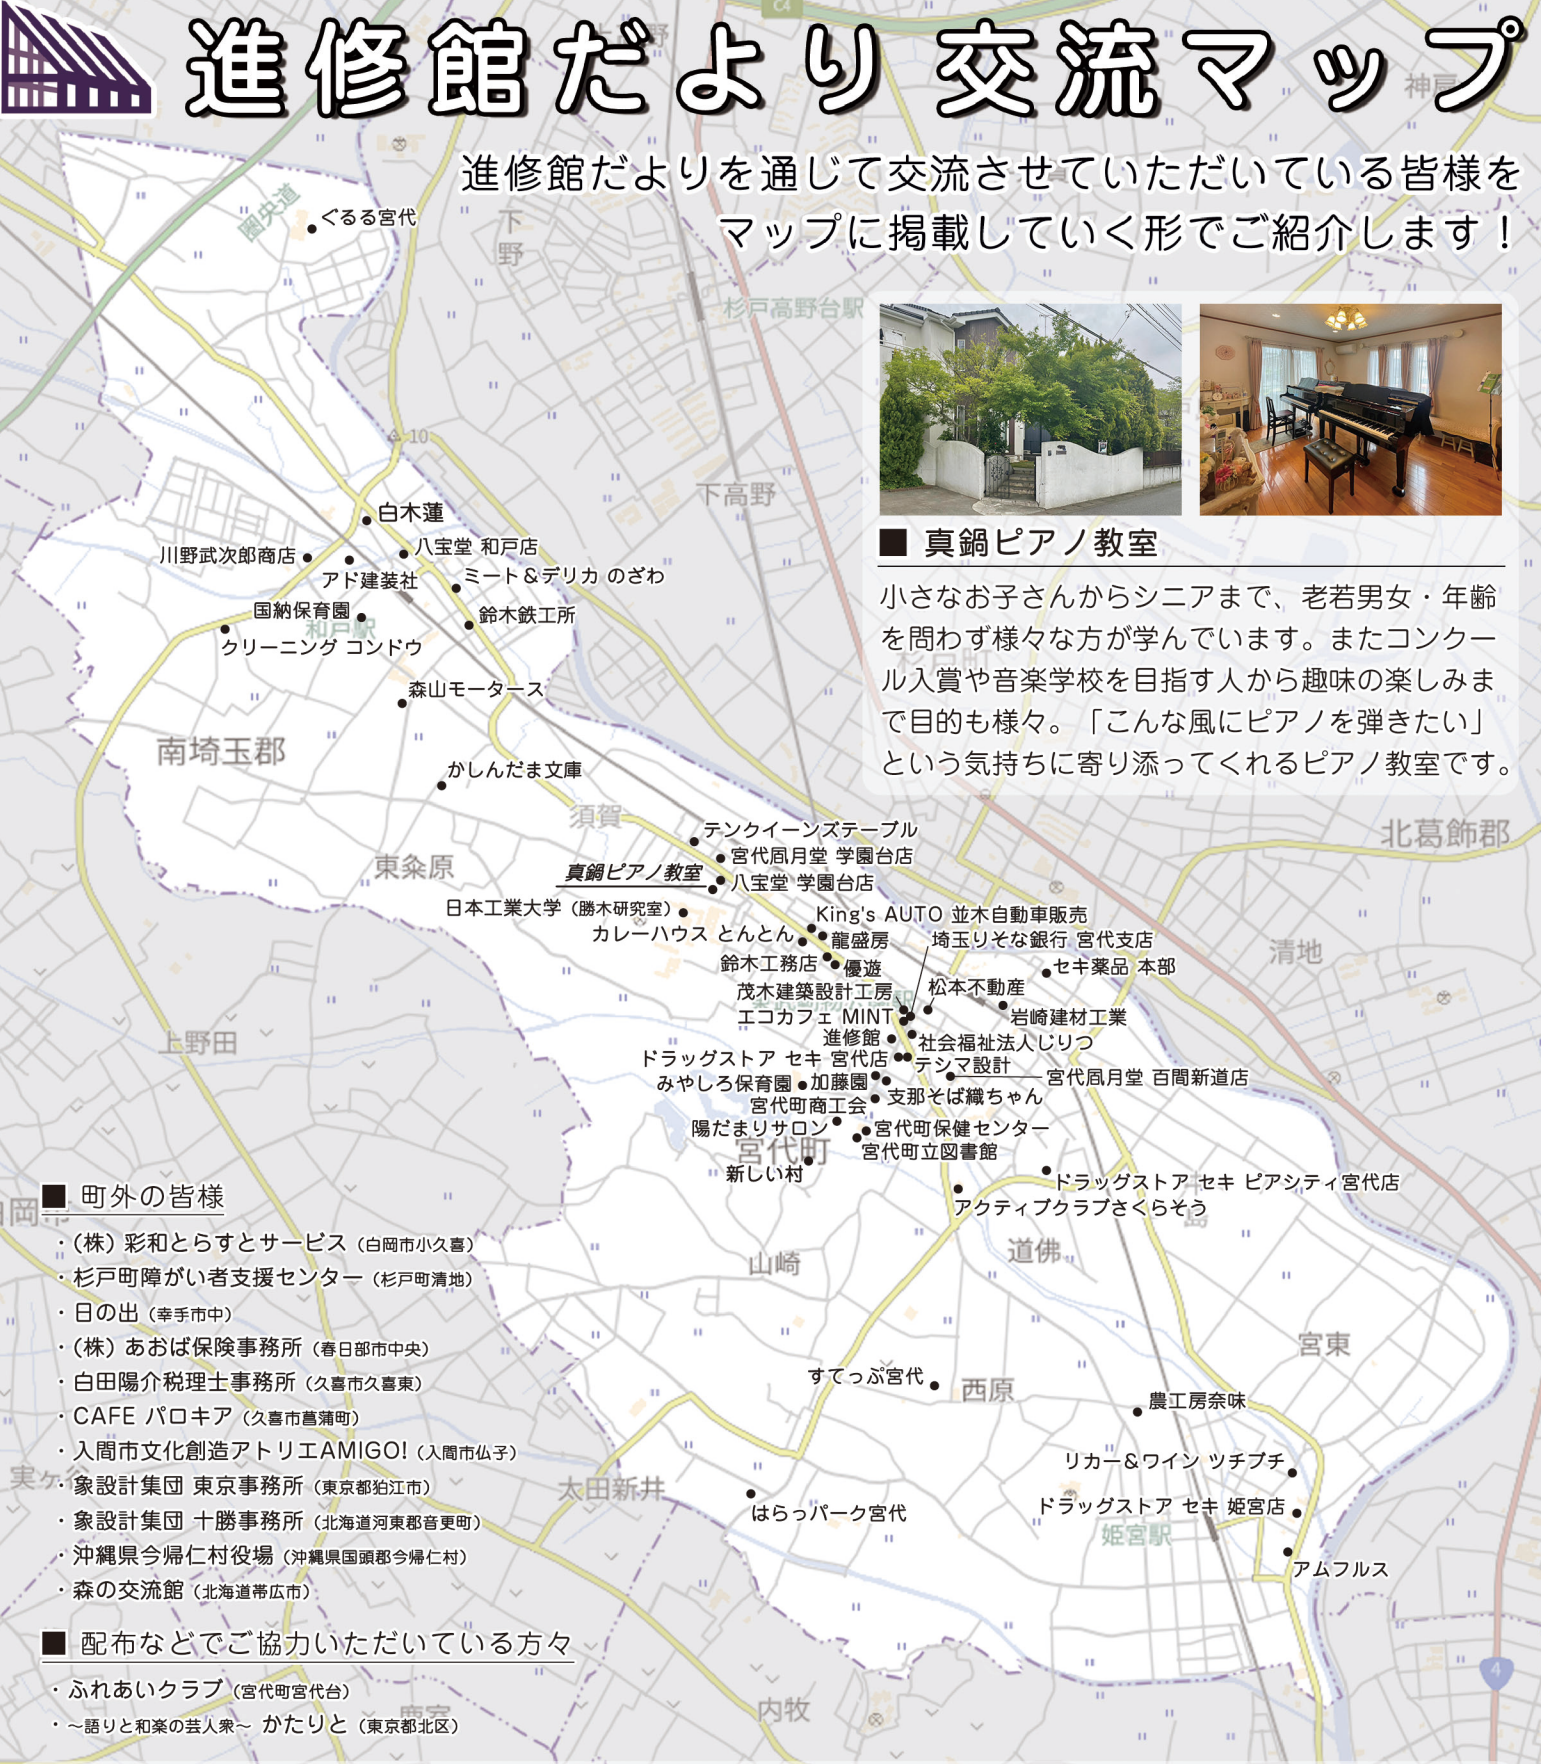 進修館だより 交流マップ
進修館だよりを通じて交流させていただいている皆様を
マップに掲載していく形でご紹介します！
C4
神戸
圏央道
ぐるる宮代
下野
杉戸高野台駅
10
下高野
白木蓮
川野武次郎商店
アド建装社
八宝堂 和戸店
ミート＆デリカ のざわ
国納保育園
和戸駅
鈴木鉄工所
クリーニング コンドウ
森山モータース
南埼玉郡
かしんだま文庫
須賀
東粂原
■ 真鍋ピアノ教室
小さなお子さんからシニアまで、老若男女・年齢
を問わず様々な方が学んでいます。またコンクー
ル入賞や音楽学校を目指す人から趣味の楽しみま
で目的も様々。「こんな風にピアノを弾きたい」
という気持ちに寄り添ってくれるピアノ教室です。
北葛飾郡
テンクイーンズテーブル
宮代凮月堂 学園台店
真鍋ピアノ教室
八宝堂 学園台店
日本工業大学（勝木研究室）
King's AUTO 並木自動車販売
カレーハウス とんとん
龍盛房
埼玉りそな銀行 宮代支店
清地
鈴木工務店
優遊
セキ薬品 本部
茂木建築設計工房
松本不動産
エコカフェ MINT
岩崎建材工業
上野田
進修館
社会福祉法人じりつ
ドラッグストア セキ 宮代店
テシマ設計
みやしろ保育園
加藤園
宮代凮月堂 百間新道店
宮代町商工会
支那そば織ちゃん
陽だまりサロン
宮代町保健センター
宮代町
宮代町立図書館
新しい村
ドラッグストア セキ ピアシティ宮代店
アクティブクラブさくらそう
山崎
道佛
宮東
すてっぷ宮代
西原
農工房奈味
リカー＆ワイン ツチブチ
太田新井
はらっパーク宮代
ドラッグストア セキ 姫宮店
姫宮駅
アムフルス
内牧
4
■ 町外の皆様
・（株）彩和とらすとサービス（白岡市小久喜）
・杉戸町障がい者支援センター（杉戸町清地）
・日の出（幸手市中）
・（株）あおば保険事務所（春日部市中央）
・白田陽介税理士事務所（久喜市久喜東）
・CAFE パロキア（久喜市菖蒲町）
・入間市文化創造アトリエAMIGO!（入間市仏子）
・象設計集団 東京事務所（東京都狛江市）
・象設計集団 十勝事務所（北海道河東郡音更町）
・沖縄県今帰仁村役場（沖縄県国頭郡今帰仁村）
・森の交流館（北海道帯広市）
■ 配布などでご協力いただいている方々
・ふれあいクラブ（宮代町宮代台）
・～語りと和楽の芸人衆～ かたりと（東京都北区）